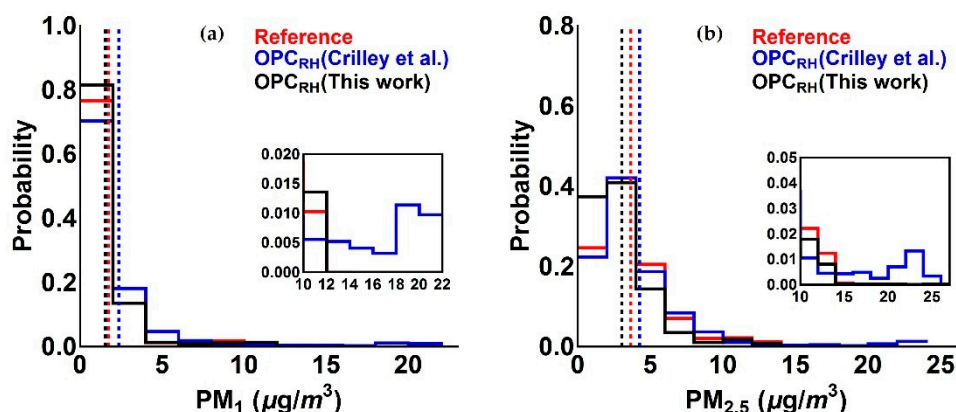 (a)
Reference
OPCRH(Crilley et al.)
OPCRH(This work)
Probability
1.0
0.8
0.6
0.4
0.2
0.0
0.020
0.015
0.010
0.005
0.000
10 12 14 16 18 20 22
0 5 10 15 20
PM1 (μg/m3)
(b)
Reference
OPCRH(Crilley et al.)
OPCRH(This work)
Probability
0.8
0.6
0.4
0.2
0.0
0.05
0.04
0.03
0.02
0.01
0.00
10 15 20 25
0 5 10 15 20 25
PM2.5 (μg/m3)